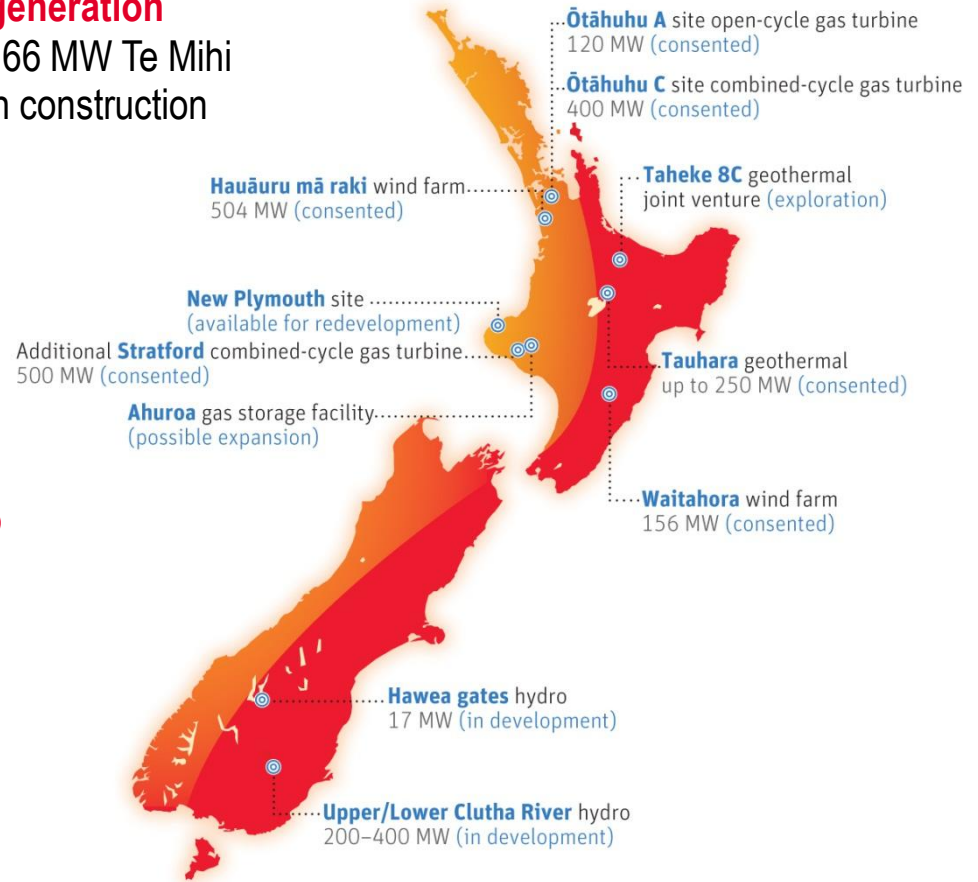 generation
66 MW Te Mihi
construction
Ōtāhuhu A site open-cycle gas turbine
120 MW (consented)
Ōtāhuhu C site combined-cycle gas turbine
400 MW (consented)
Hauāuru mā raki wind farm
504 MW (consented)
Taheke 8C geothermal
joint venture (exploration)
New Plymouth site
(available for redevelopment)
Additional Stratford combined-cycle gas turbine
500 MW (consented)
Ahuroa gas storage facility
(possible expansion)
Tauhara geothermal
up to 250 MW (consented)
Waitahora wind farm
156 MW (consented)
Hawea gates hydro
17 MW (in development)
Upper/Lower Clutha River hydro
200–400 MW (in development)